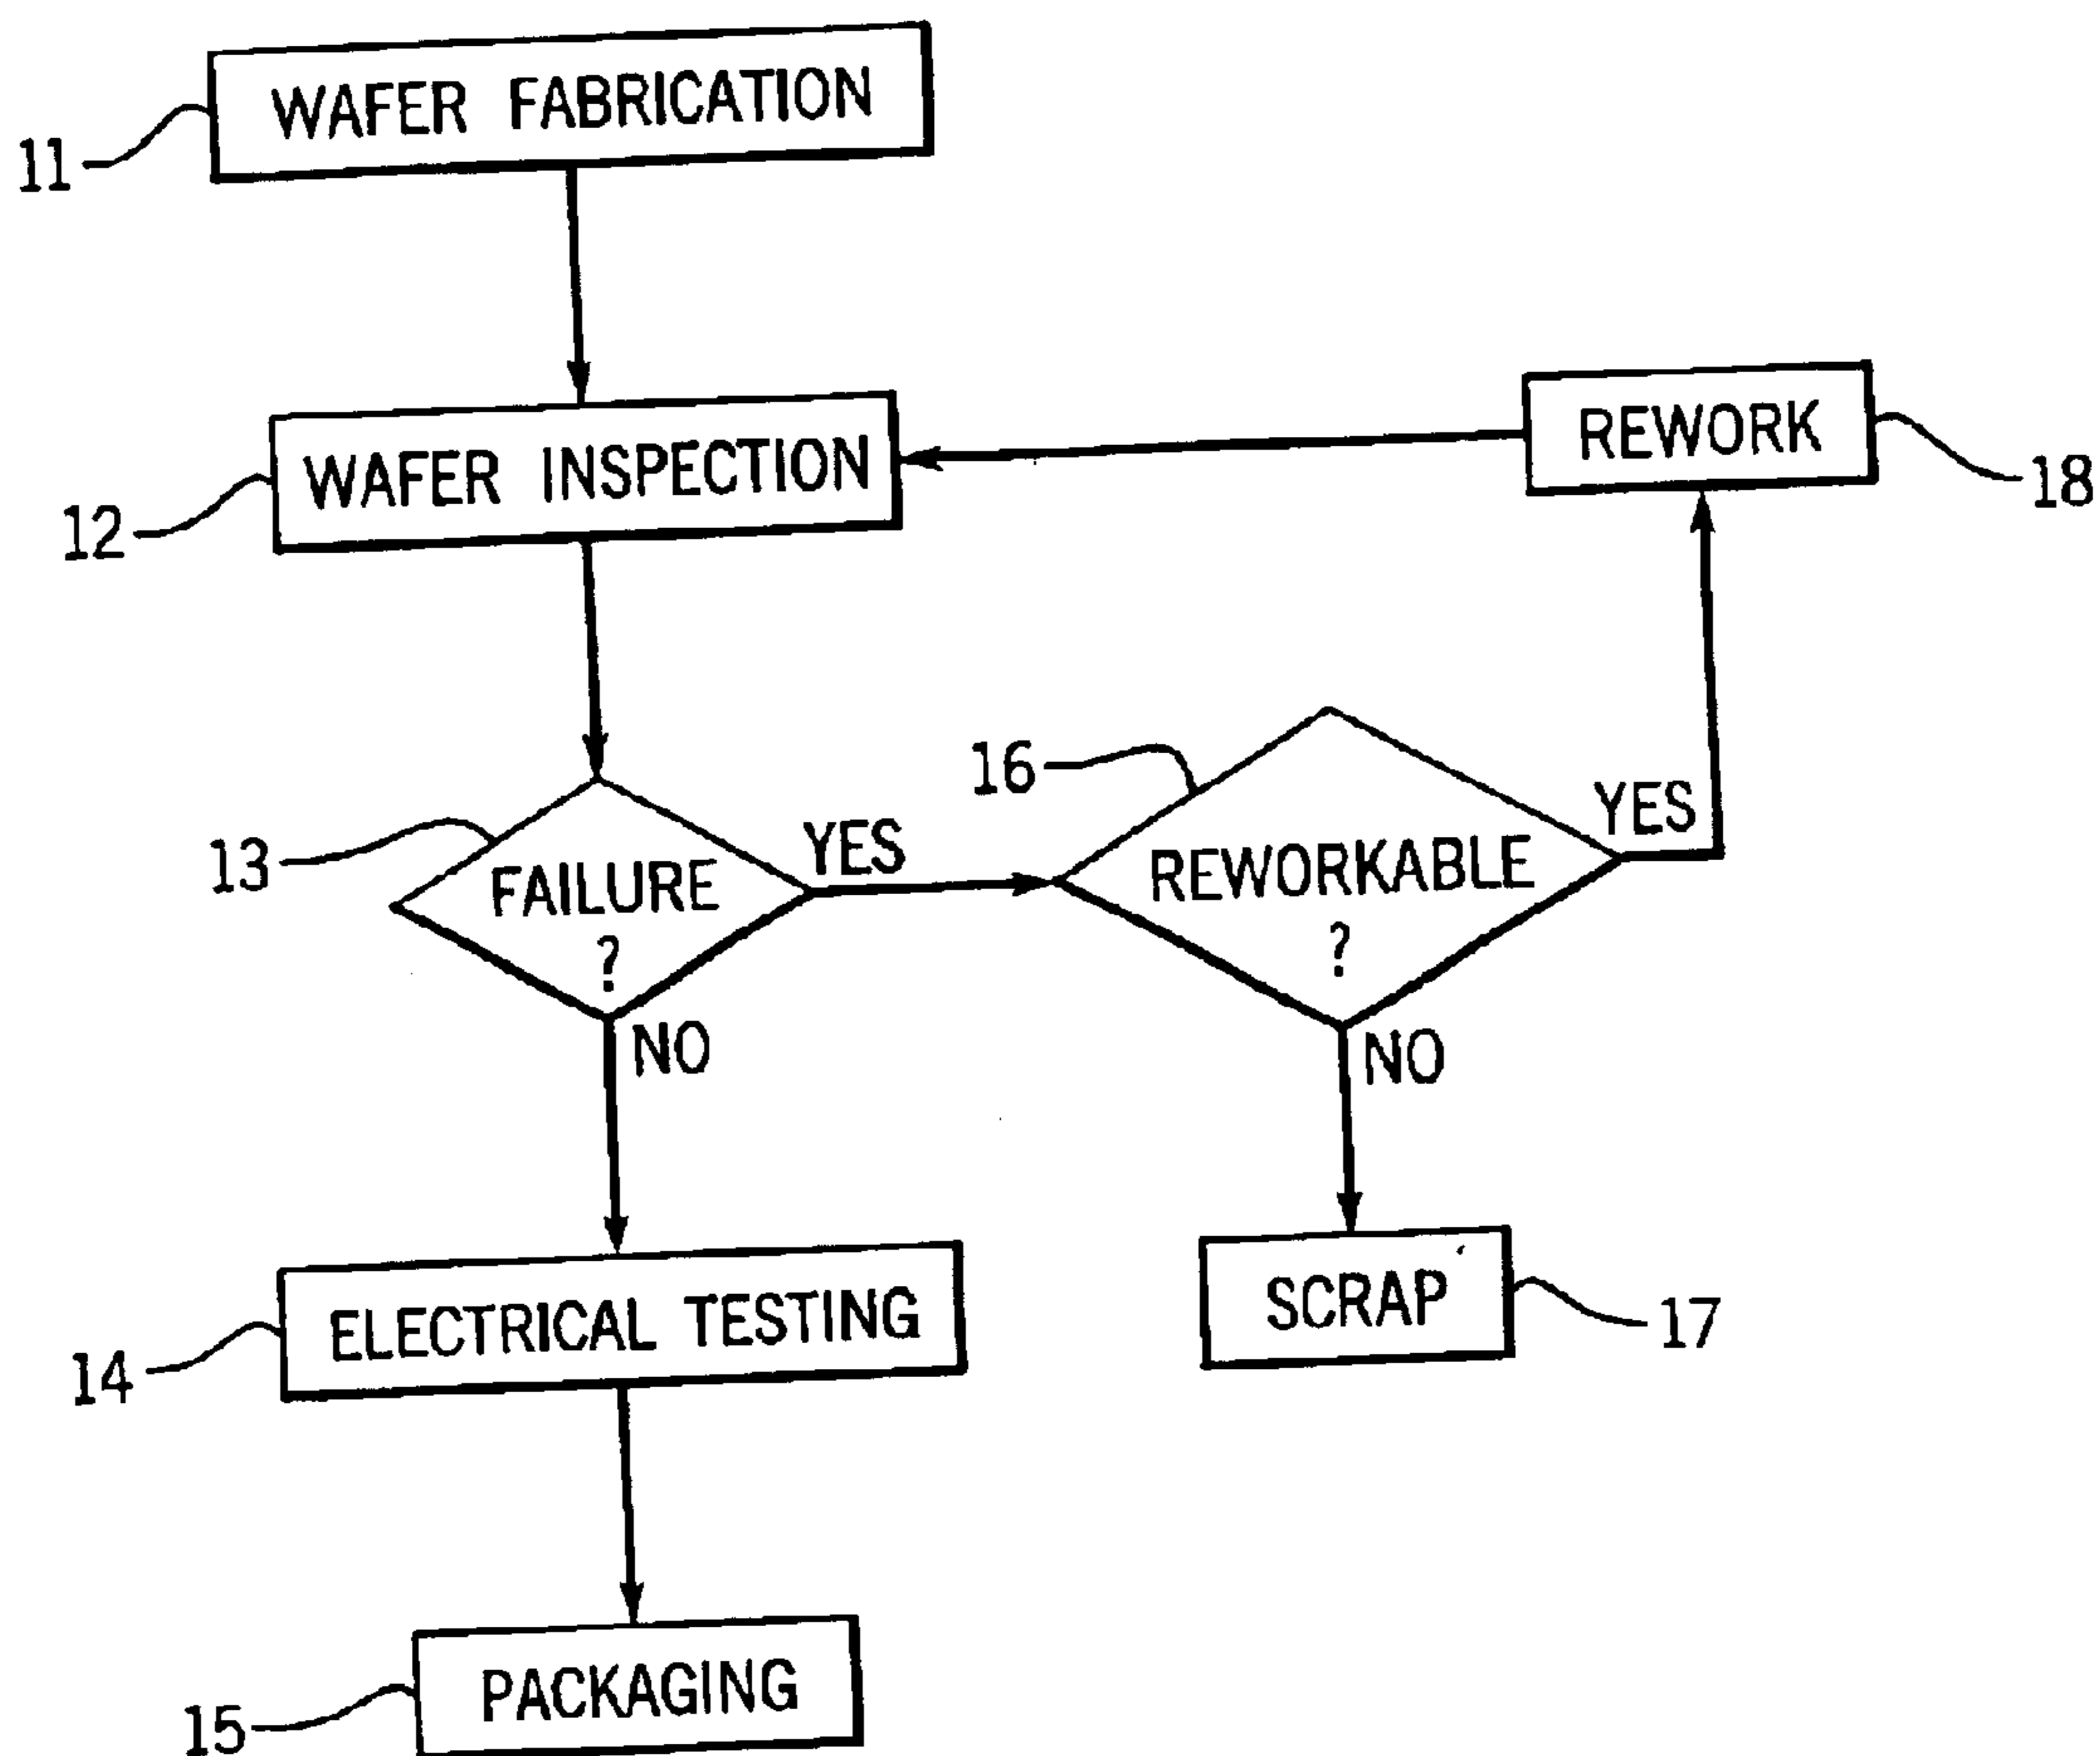 WAFER FABRICATION
11
WAFER INSPECTION
12
REWORK
18
FAILURE
?
13
YES
NO
REWORKABLE
?
16
YES
NO
ELECTRICAL TESTING
14
SCRAP
17
PACKAGING
15